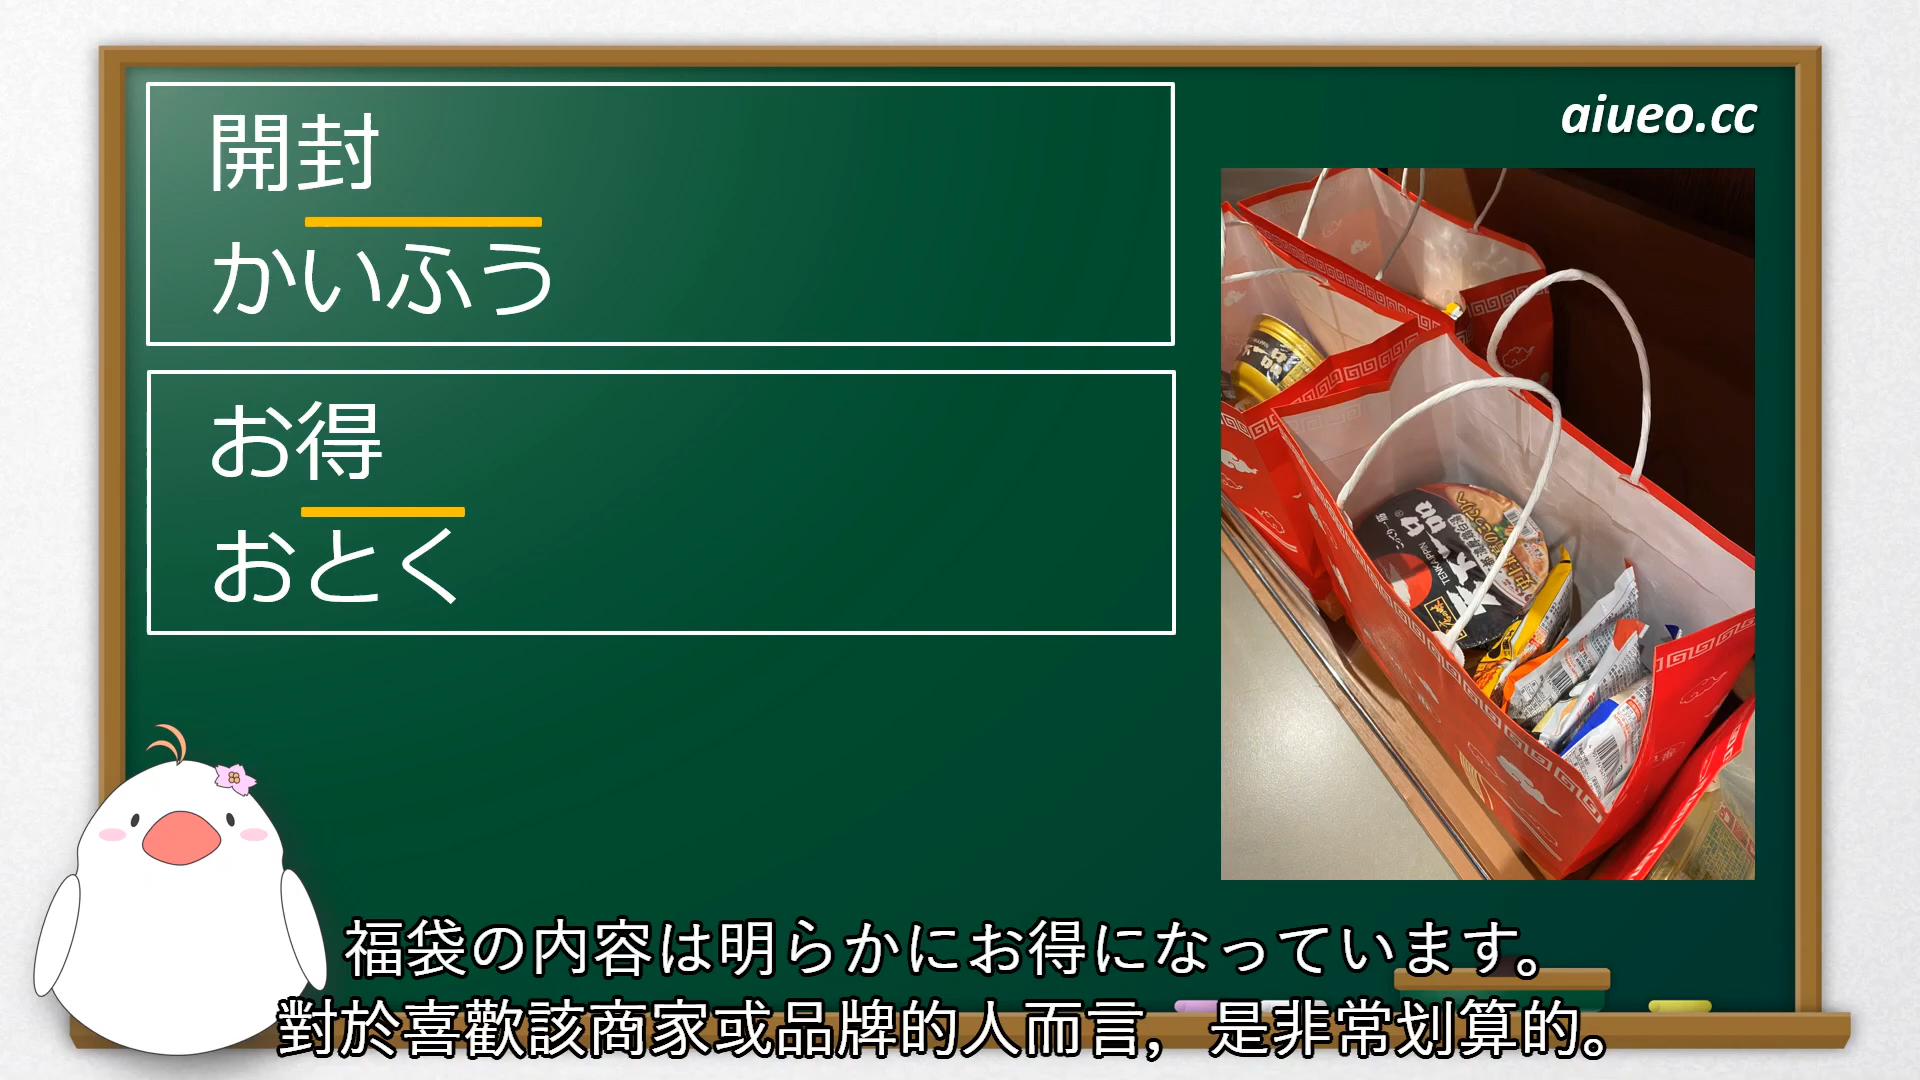 開封
かいふう
お得
おとく
aiueo.cc
TENKAIPPIN
福袋の内容は明らかにお得になっています。
對於喜歡該商家或品牌的人而言，是非常划算的。